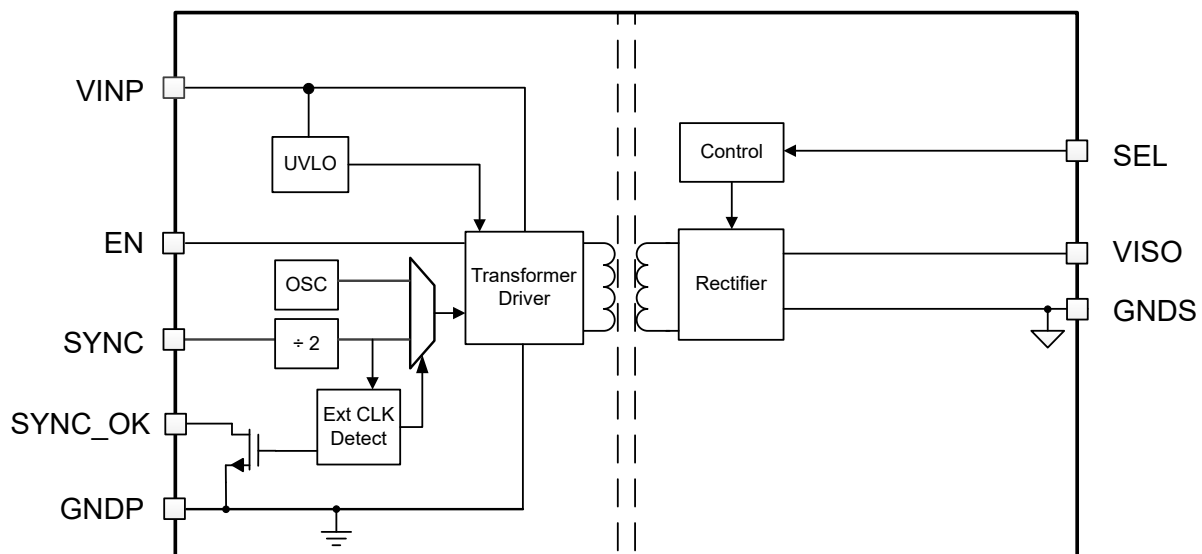 VINP
UVLO
Control
SEL
EN
Transformer
Driver
Rectifier
VISO
OSC
GNDS
SYNC
÷ 2
SYNC_OK
Ext CLK
Detect
GNDP